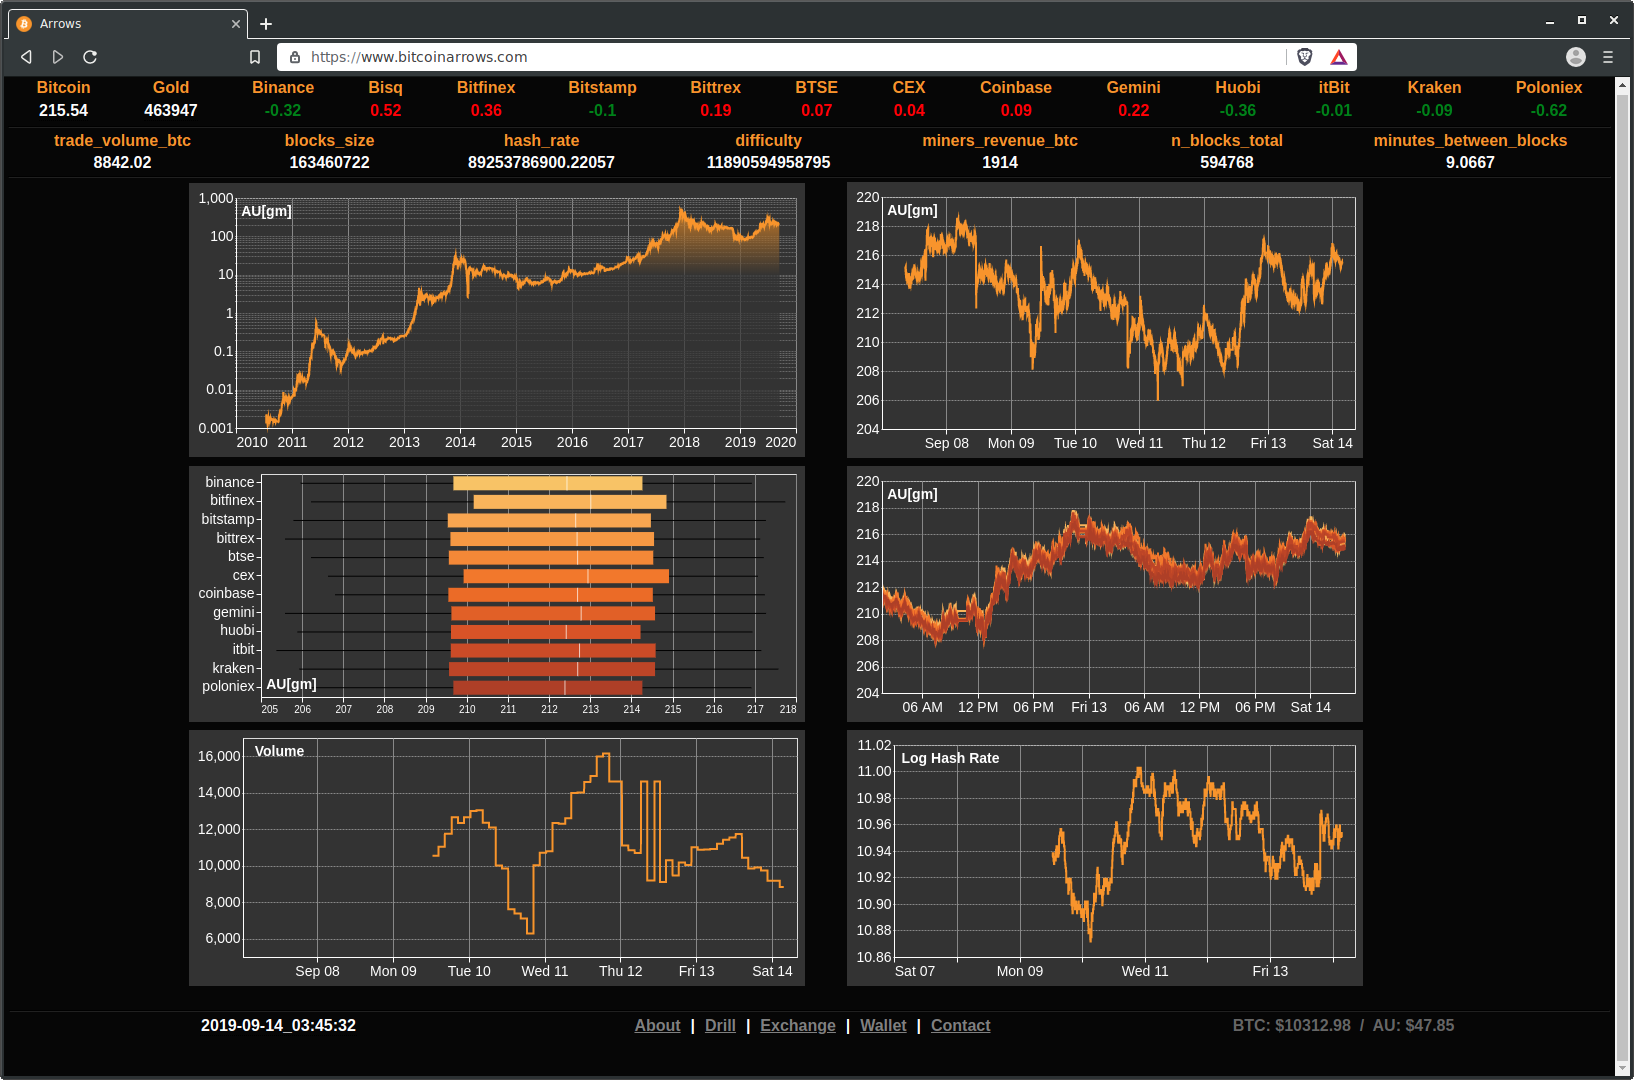 Arrows
https://www.bitcoinarrows.com
Bitcoin Gold Binance Bisq Bitfinex Bitstamp Bittrex BTSE CEX Coinbase Gemini Huobi itBit Kraken Poloniex
215.54 463947 -0.32 0.52 0.36 -0.1 0.19 0.07 0.04 0.09 0.22 -0.36 -0.01 -0.09 -0.62
trade_volume_btc blocks_size hash_rate difficulty miners_revenue_btc n_blocks_total minutes_between_blocks
8842.02 163460722 89253786900.22057 11890594958795 1914 594768 9.0667
AU[gm]
1,000
100
10
1
0.1
0.01
0.001
2010 2011 2012 2013 2014 2015 2016 2017 2018 2019 2020
AU[gm]
220
218
216
214
212
210
208
206
204
Sep 08 Mon 09 Tue 10 Wed 11 Thu 12 Fri 13 Sat 14
binance
bitfinex
bitstamp
bittrex
btse
cex
coinbase
gemini
huobi
itbit
kraken
poloniex
AU[gm]
205 206 207 208 209 210 211 212 213 214 215 216 217 218
AU[gm]
220
218
216
214
212
210
208
206
204
06 AM 12 PM 06 PM Fri 13 06 AM 12 PM 06 PM Sat 14
Volume
16,000
14,000
12,000
10,000
8,000
6,000
Sep 08 Mon 09 Tue 10 Wed 11 Thu 12 Fri 13 Sat 14
Log Hash Rate
11.02
11.00
10.98
10.96
10.94
10.92
10.90
10.88
10.86
Sat 07 Mon 09 Wed 11 Fri 13
2019-09-14_03:45:32 About | Drill | Exchange | Wallet | Contact BTC: $10312.98 / AU: $47.85